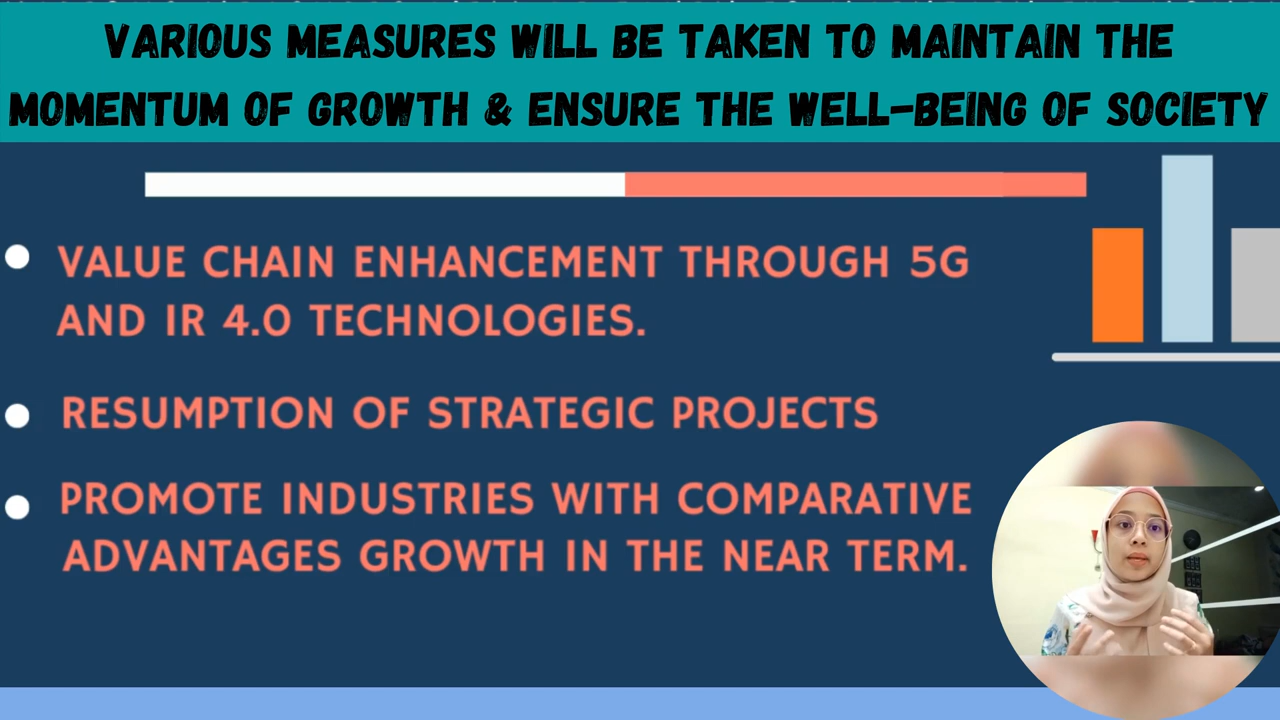 VARIOUS MEASURES WILL BE TAKEN TO MAINTAIN THE
MOMENTUM OF GROWTH & ENSURE THE WELL-BEING OF SOCIETY
VALUE CHAIN ENHANCEMENT THROUGH 5G
AND IR 4.0 TECHNOLOGIES.
RESUMPTION OF STRATEGIC PROJECTS
PROMOTE INDUSTRIES WITH COMPARATIVE
ADVANTAGES GROWTH IN THE NEAR TERM.